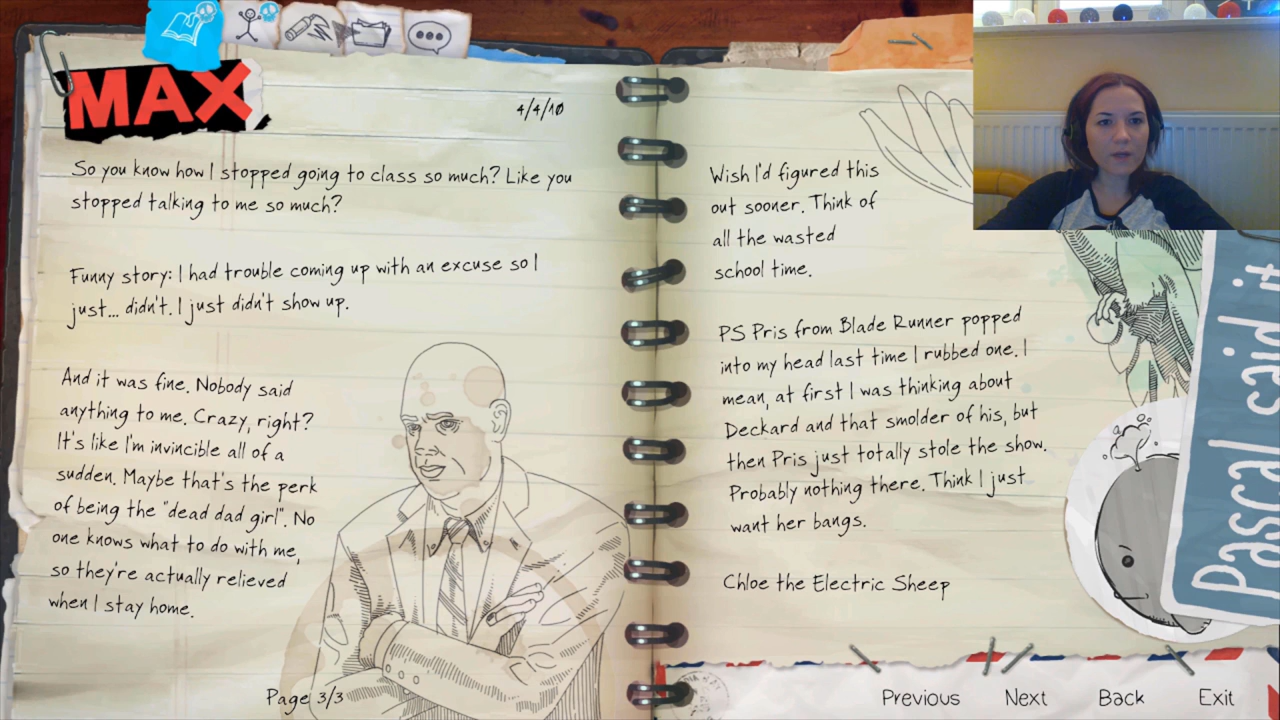 MAX
4/4/10
So you know how I stopped going to class so much? Like you
stopped talking to me so much?
Funny story: I had trouble coming up with an excuse so I
just... didn't. I just didn't show up.
And it was fine. Nobody said
anything to me. Crazy, right?
It's like I'm invincible all of a
sudden. Maybe that's the perk
of being the "dead dad girl". No
one knows what to do with me,
so they're actually relieved
when I stay home.
Page 3/3
Wish I'd figured this
out sooner. Think of
all the wasted
school time.
PS Pris from Blade Runner popped
into my head last time I rubbed one. I
mean, at first I was thinking about
Deckard and that smolder of his, but
then Pris just totally stole the show.
Probably nothing there. Think I just
want her bangs.
Chloe the Electric Sheep
Pascal said it
Previous Next Back Exit